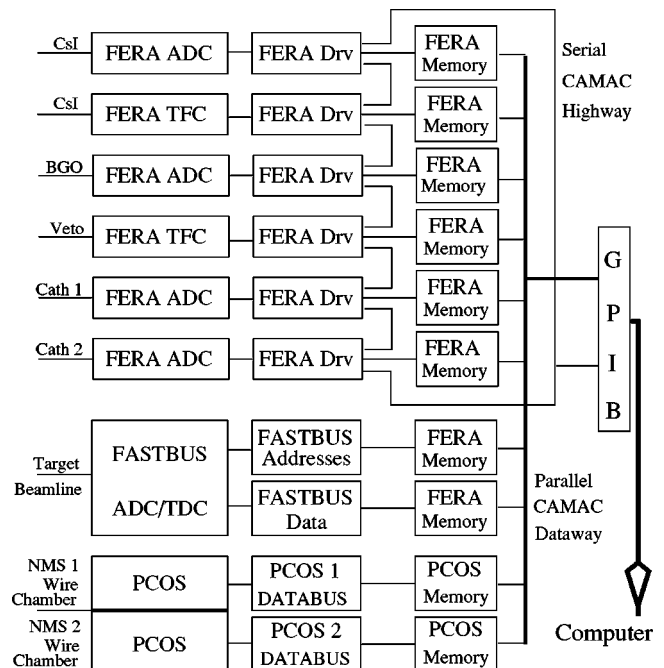 CsI FERA ADC FERA Drv FERA Memory
CsI FERA TFC FERA Drv FERA Memory
BGO FERA ADC FERA Drv FERA Memory
Veto FERA TFC FERA Drv FERA Memory
Cath 1 FERA ADC FERA Drv FERA Memory
Cath 2 FERA ADC FERA Drv FERA Memory
Serial
CAMAC
Highway
G
P
I
B
Target
Beamline
FASTBUS
ADC/TDC
FASTBUS
Addresses
FERA
Memory
FASTBUS
Data
FERA
Memory
Parallel
CAMAC
Dataway
NMS 1
Wire
Chamber
PCOS
PCOS 1
DATABUS
PCOS
Memory
NMS 2
Wire
Chamber
PCOS
PCOS 2
DATABUS
PCOS
Memory
Computer